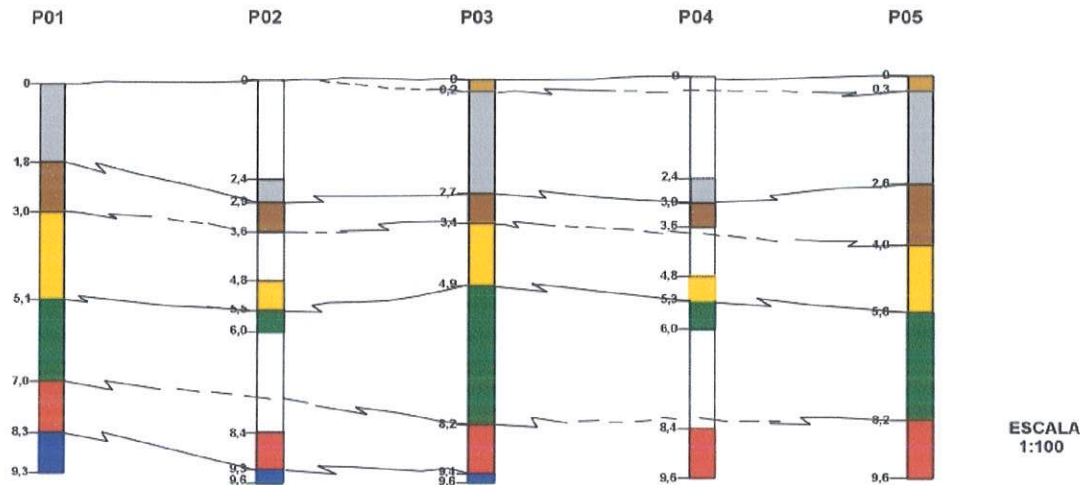 P01 P02 P03 P04 P05
0 0 0 0 0
0,2 0,3
1,8 2,4 2,7 2,4 2,8
2,9 3,0
3,0 3,6 3,4 3,5 4,0
4,8 4,9 4,8
5,1 5,5 5,3 5,8
6,0 6,0
7,0 8,2 8,2
8,3 8,4 8,4
9,3 9,4
9,3 9,6 9,6 9,6 9,6
ESCALA
1:100